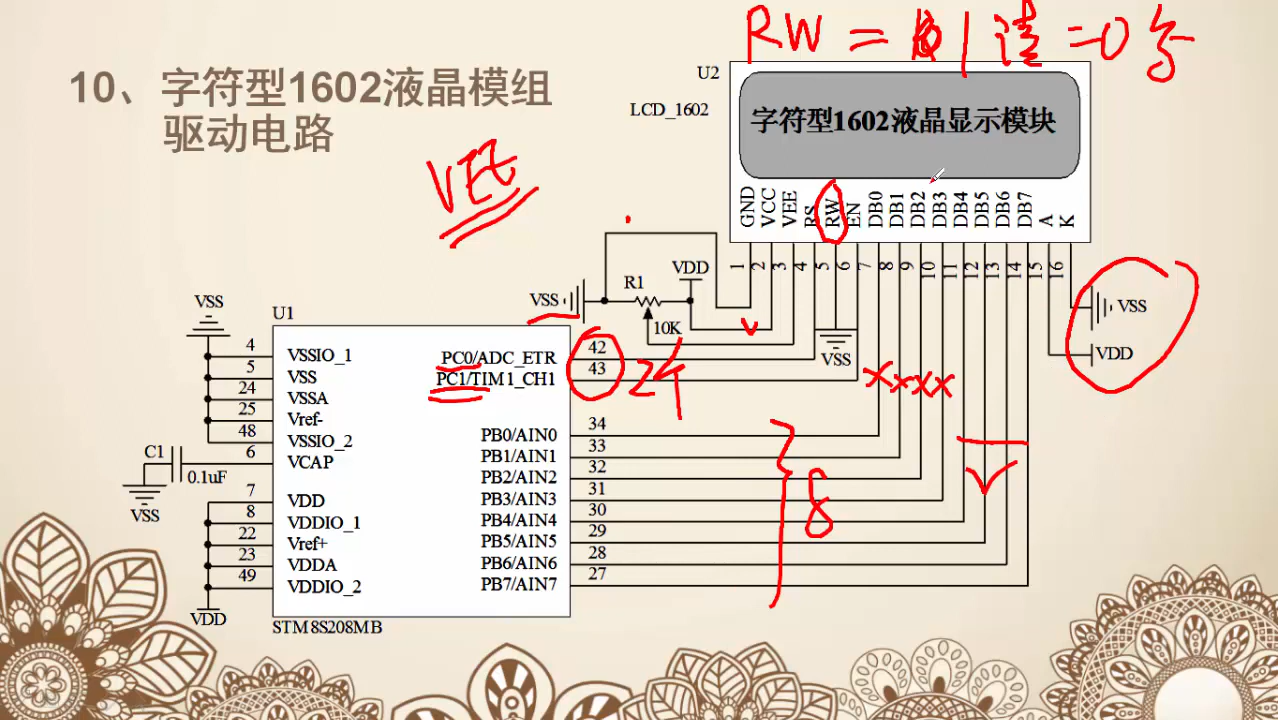 RW = 1 读 =0 写
10、字符型1602液晶模组
驱动电路
U2
LCD_1602
字符型1602液晶显示模块
VEE
GND
VCC
VEE
RS
RW
EN
DB0
DB1
DB2
DB3
DB4
DB5
DB6
DB7
A
K
1
2
3
4
5
6
7
8
9
10
11
12
13
14
15
16
VDD
R1
10K
VSS
VSS
VSS
VDD
VSS
U1
4 VSSIO_1
5 VSS
24 VSSA
25 Vref-
48 VSSIO_2
6 VCAP
C1
0.1uF
VSS
7 VDD
8 VDDIO_1
22 Vref+
23 VDDA
49 VDDIO_2
VDD
PC0/ADC_ETR 42
PC1/TIM1_CH1 43
2个
xxxx
PB0/AIN0 34
PB1/AIN1 33
PB2/AIN2 32
PB3/AIN3 31
PB4/AIN4 30
PB5/AIN5 29
PB6/AIN6 28
PB7/AIN7 27
8
STM8S208MB